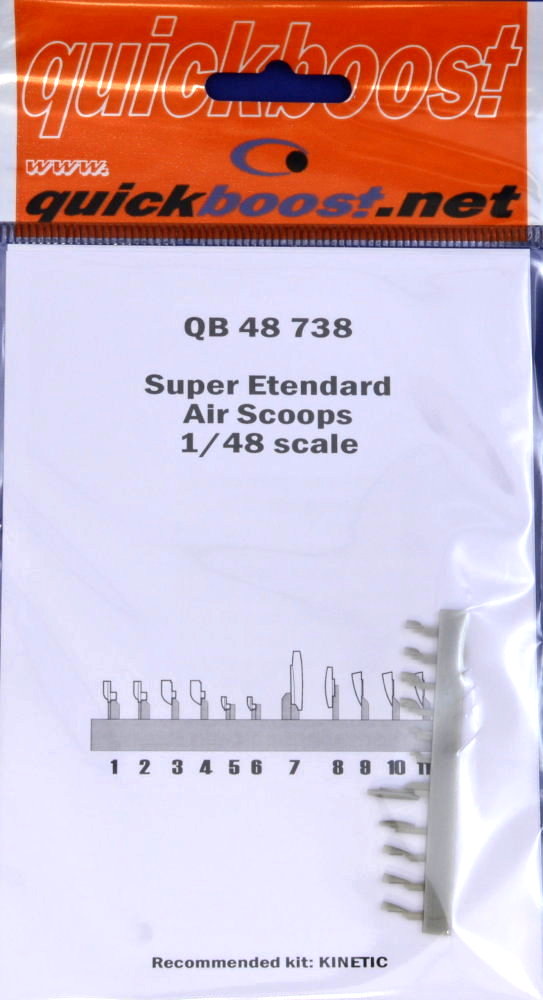 quickboost
www.
quickboost.net
QB 48 738
Super Etendard
Air Scoops
1/48 scale
1 2 3 4 5 6 7 8 9 10 11
Recommended kit: KINETIC